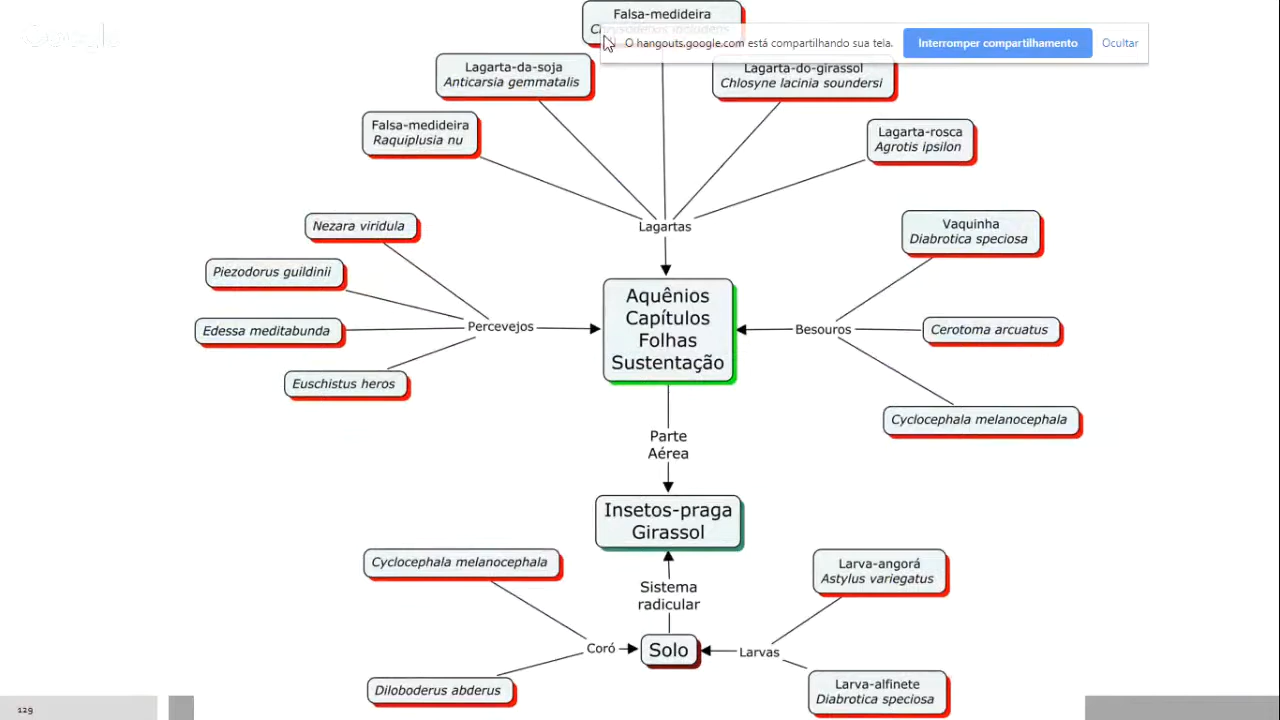 Google
Falsa-medideira
Chrysodeixis includens
O hangouts.google.com está compartilhando sua tela.
Interromper compartilhamento
Ocultar
Lagarta-da-soja
Anticarsia gemmatalis
Lagarta-do-girassol
Chlosyne lacinia soundersi
Falsa-medideira
Raquiplusia nu
Lagarta-rosca
Agrotis ipsilon
Lagartas
Nezara viridula
Piezodorus guildinii
Edessa meditabunda
Euschistus heros
Percevejos
Aquênios
Capítulos
Folhas
Sustentação
Besouros
Vaquinha
Diabrotica speciosa
Cerotoma arcuatus
Cyclocephala melanocephala
Parte
Aérea
Insetos-praga
Girassol
Sistema
radicular
Cyclocephala melanocephala
Coró
Solo
Larvas
Larva-angorá
Astylus variegatus
Diloboderus abderus
Larva-alfinete
Diabrotica speciosa
129